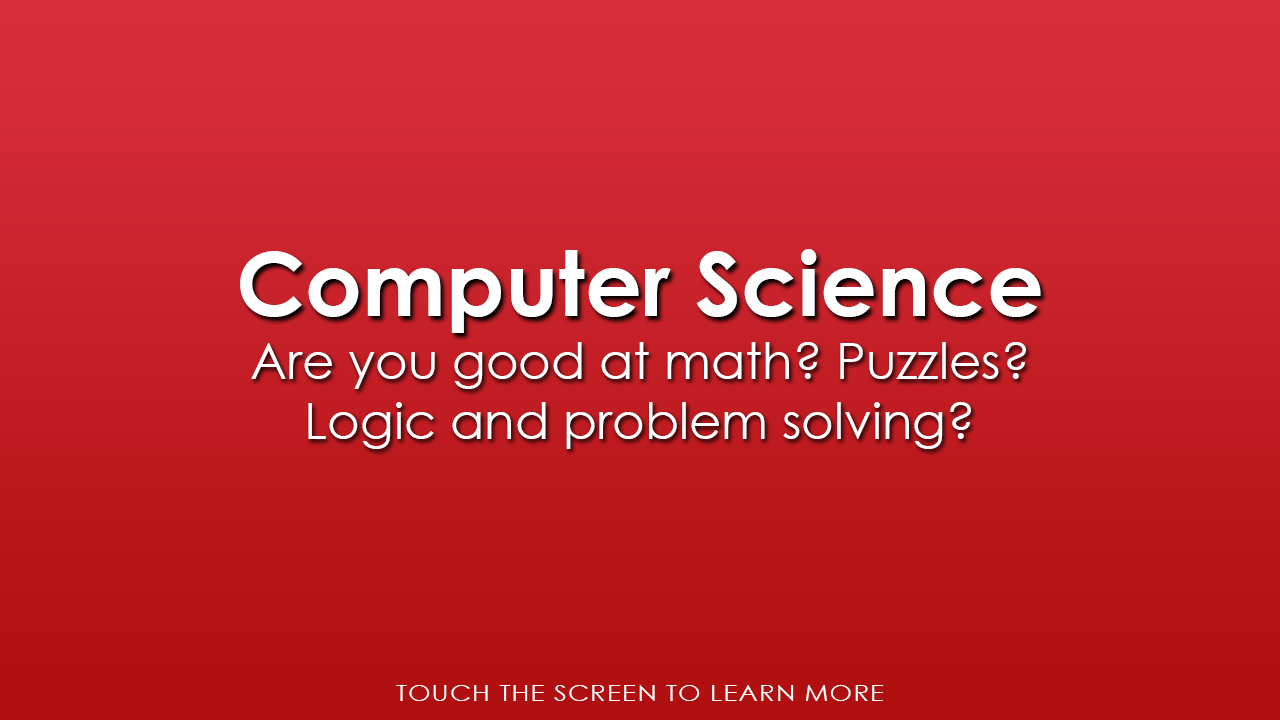 Computer Science
Are you good at math? Puzzles?
Logic and problem solving?
TOUCH THE SCREEN TO LEARN MORE